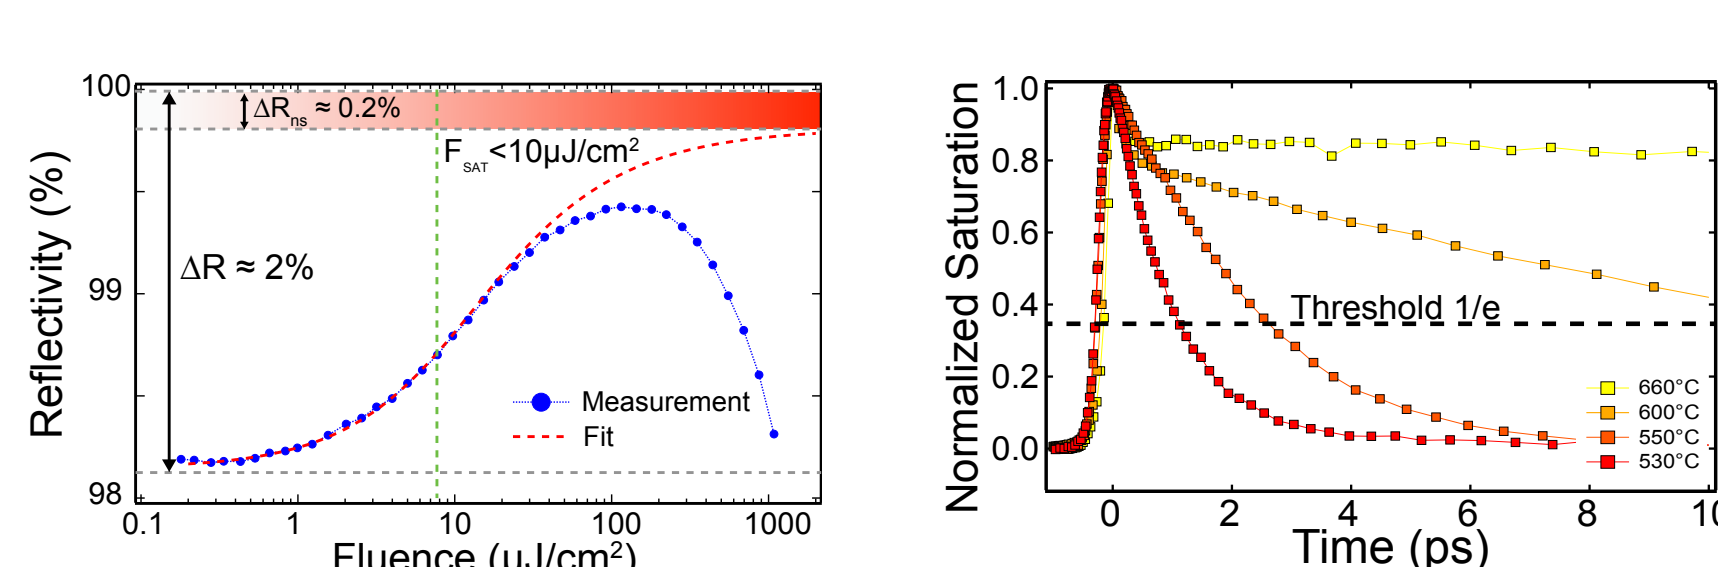 100
ΔRns ≈ 0.2%
FSAT<10µJ/cm²
ΔR ≈ 2%
99
98
Reflectivity (%)
Measurement
Fit
0.1 1 10 100 1000
Fluence (µJ/cm²)
1.0
0.8
0.6
0.4
0.2
0.0
Normalized Saturation
Threshold 1/e
660°C
600°C
550°C
530°C
0 2 4 6 8 10
Time (ps)